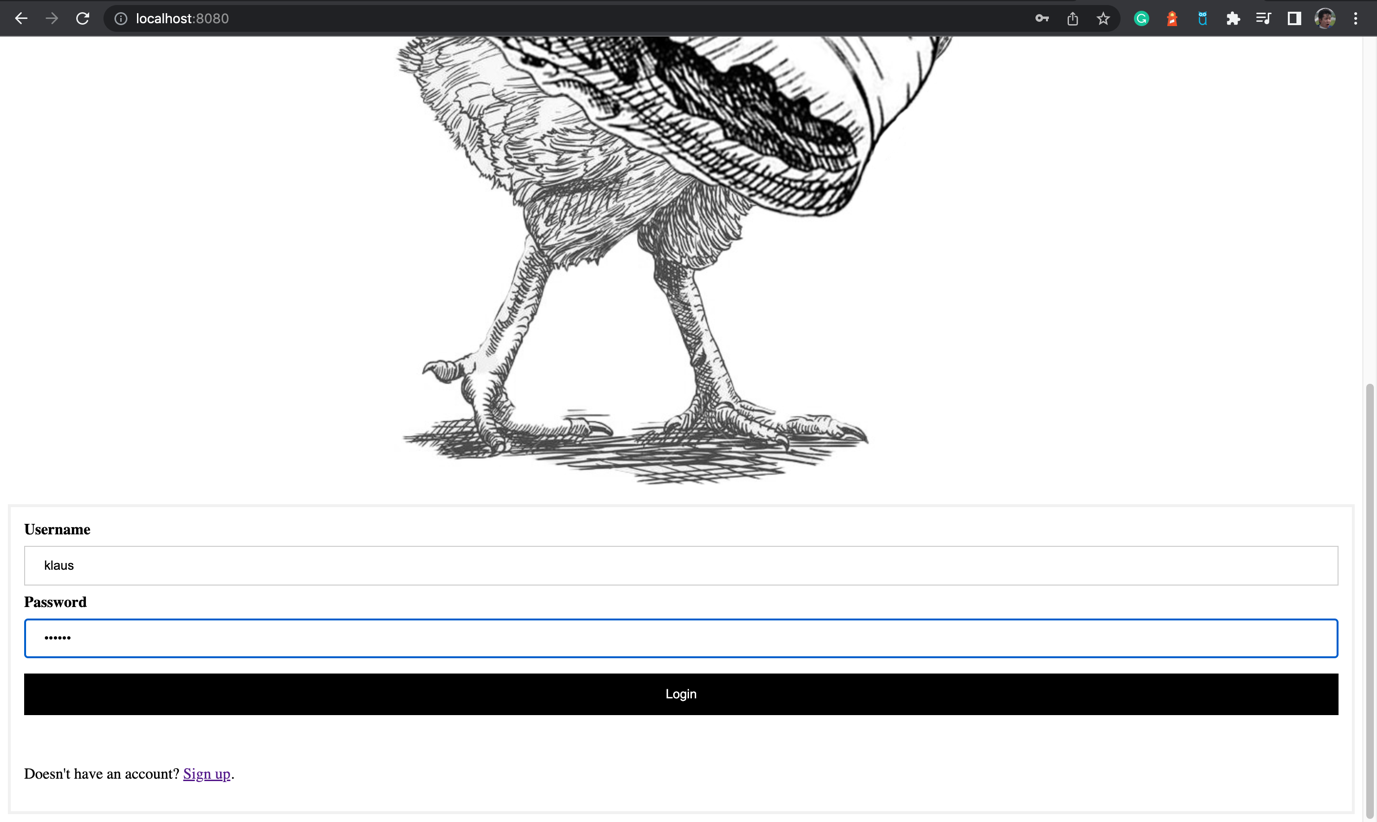 localhost:8080
Username
klaus
Password
••••••
Login
Doesn't have an account? Sign up.